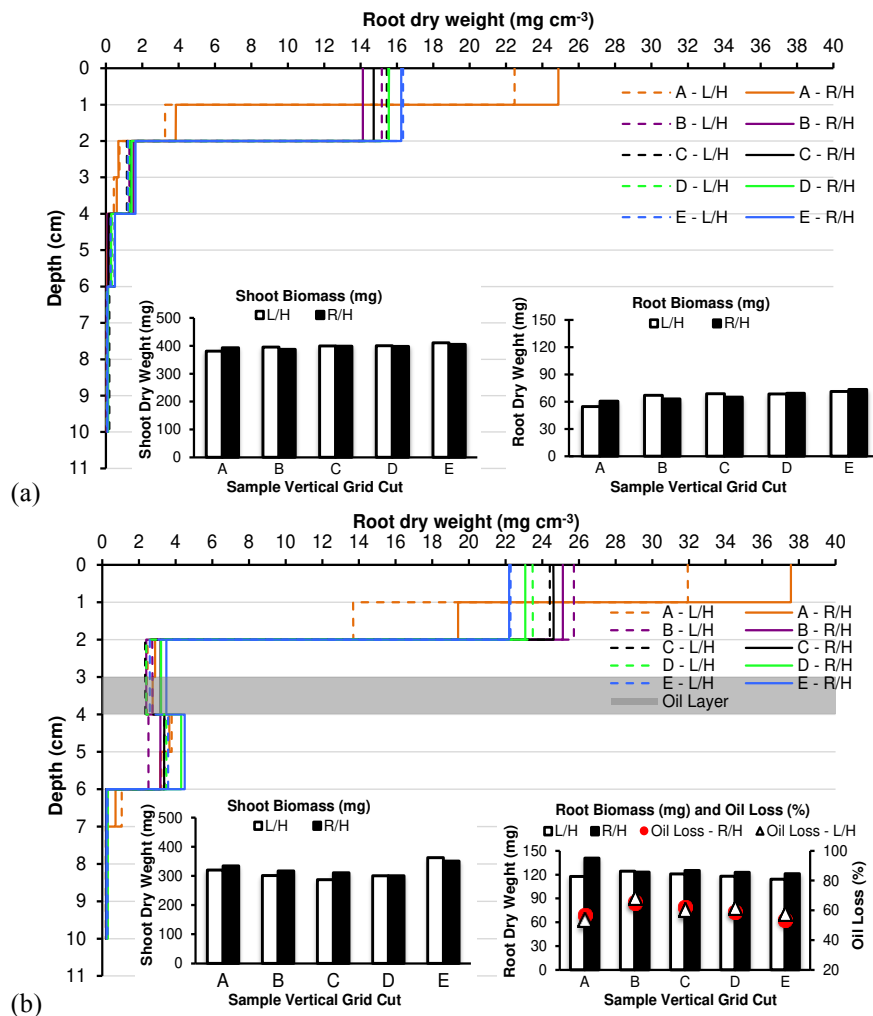 Root dry weight (mg cm-3)
0 2 4 6 8 10 12 14 16 18 20 22 24 26 28 30 32 34 36 38 40
0
1
2
3
4
5
6
7
8
9
10
11
Depth (cm)
A - L/H A - R/H
B - L/H B - R/H
C - L/H C - R/H
D - L/H D - R/H
E - L/H E - R/H
Shoot Biomass (mg)
L/H R/H
500
400
300
200
100
0
Shoot Dry Weght (mg)
A B C D E
Sample Vertical Grid Cut
Root Biomass (mg)
L/H R/H
150
120
90
60
30
0
Root Dry Weight (mg)
A B C D E
Sample Vertical Grid Cut
(a)
Root dry weight (mg cm-3)
0 2 4 6 8 10 12 14 16 18 20 22 24 26 28 30 32 34 36 38 40
0
1
2
3
4
5
6
7
8
9
10
11
Depth (cm)
A - L/H A - R/H
B - L/H B - R/H
C - L/H C - R/H
D - L/H D - R/H
E - L/H E - R/H
Oil Layer
Shoot Biomass (mg)
L/H R/H
500
400
300
200
100
0
Shoot Dry Weight (mg)
A B C D E
Sample Vertical Grid Cut
Root Biomass (mg) and Oil Loss (%)
L/H R/H Oil Loss - R/H Oil Loss - L/H
150
120
90
60
30
0
Root Dry Weight (mg)
100
80
60
40
20
Oil Loss (%)
A B C D E
Sample Vertical Grid Cut
(b)